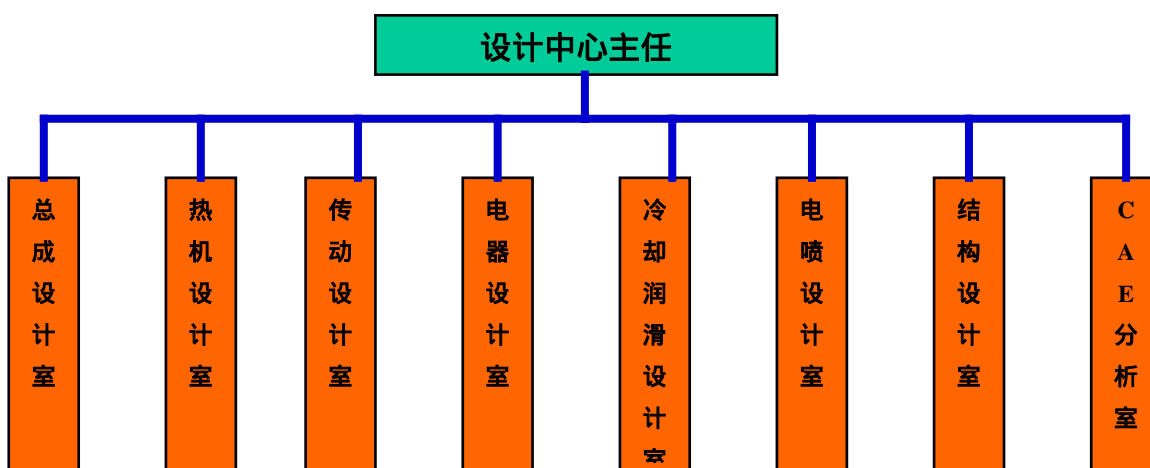 设计中心主任
总成设计室
热机设计室
传动设计室
电器设计室
冷却润滑设计室
电喷设计室
结构设计室
CAE分析室